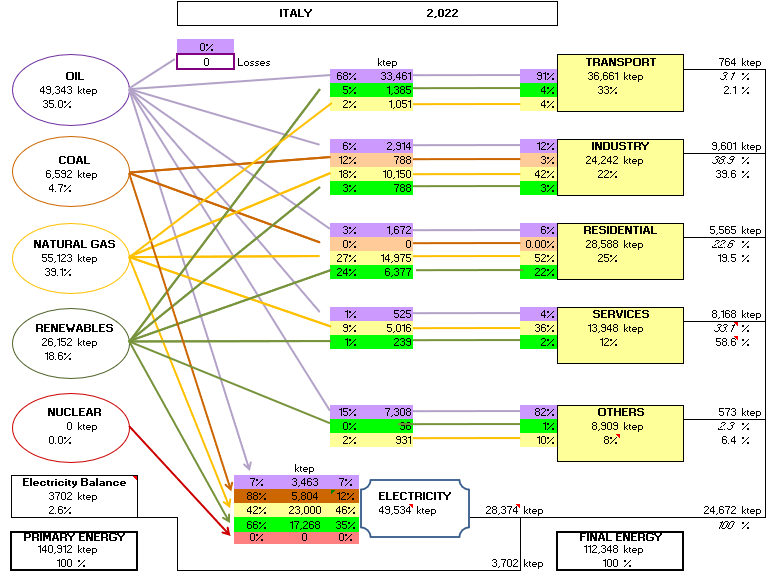 ITALY 2,022
0%
0 Losses
OIL
49,343 ktep
35.0%
COAL
6,592 ktep
4.7%
NATURAL GAS
55,123 ktep
39.1%
RENEWABLES
26,152 ktep
18.6%
NUCLEAR
0 ktep
0.0%
Electricity Balance
3702 ktep
2.6%
PRIMARY ENERGY
140,912 ktep
100 %
ktep
68% 33,461 91%
5% 1,385 4%
2% 1,051 4%
TRANSPORT
36,661 ktep
33%
764 ktep
3.1 %
2.1 %
6% 2,914 12%
12% 788 3%
18% 10,150 42%
3% 788 3%
INDUSTRY
24,242 ktep
22%
9,601 ktep
38.9 %
39.6 %
3% 1,672 6%
0% 0 0.00%
27% 14,975 52%
24% 6,377 22%
RESIDENTIAL
28,588 ktep
25%
5,565 ktep
22.6 %
19.5 %
1% 525 4%
9% 5,016 36%
1% 239 2%
SERVICES
13,948 ktep
12%
8,168 ktep
33.1 %
58.6 %
15% 7,308 82%
0% 96 1%
2% 931 10%
OTHERS
8,909 ktep
8%
573 ktep
2.3 %
6.4 %
ktep
7% 3,463 7%
88% 5,804 12%
42% 23,000 46%
66% 17,268 35%
0% 0 0%
ELECTRICITY
49,534 ktep
28,374 ktep
24,672 ktep
100 %
3,702 ktep
FINAL ENERGY
112,348 ktep
100 %